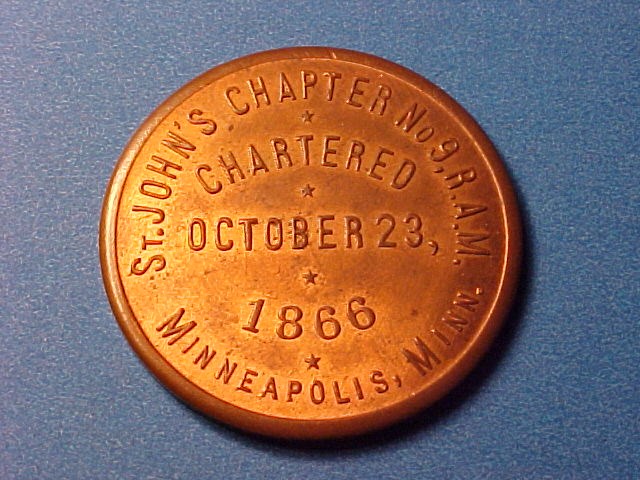 ST. JOHN'S CHAPTER No 9, R.A.M.
CHARTERED
OCTOBER 23,
1866
MINNEAPOLIS, MINN.